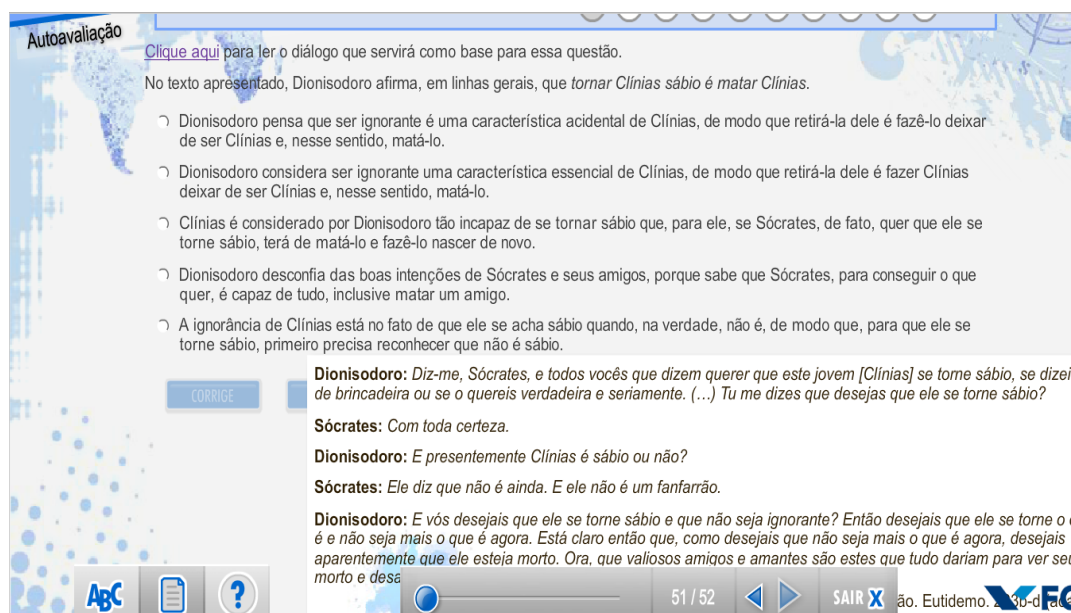 Autoavaliação
Clique aqui para ler o diálogo que servirá como base para essa questão.
No texto apresentado, Dionisodoro afirma, em linhas gerais, que tornar Clínias sábio é matar Clínias.
Dionisodoro pensa que ser ignorante é uma característica acidental de Clínias, de modo que retirá-la dele é fazê-lo deixar
de ser Clínias e, nesse sentido, matá-lo.
Dionisodoro considera ser ignorante uma característica essencial de Clínias, de modo que retirá-la dele é fazer Clínias
deixar de ser Clínias e, nesse sentido, matá-lo.
Clínias é considerado por Dionisodoro tão incapaz de se tornar sábio que, para ele, se Sócrates, de fato, quer que ele se
torne sábio, terá de matá-lo e fazê-lo nascer de novo.
Dionisodoro desconfia das boas intenções de Sócrates e seus amigos, porque sabe que Sócrates, para conseguir o que
quer, é capaz de tudo, inclusive matar um amigo.
A ignorância de Clínias está no fato de que ele se acha sábio quando, na verdade, não é, de modo que, para que ele se
torne sábio, primeiro precisa reconhecer que não é sábio.
CORRIGE
Dionisodoro: Diz-me, Sócrates, e todos vocês que dizem querer que este jovem [Clínias] se torne sábio, se dizei
de brincadeira ou se o quereis verdadeira e seriamente. (…) Tu me dizes que desejas que ele se torne sábio?
Sócrates: Com toda certeza.
Dionisodoro: E presentemente Clínias é sábio ou não?
Sócrates: Ele diz que não é ainda. E ele não é um fanfarrão.
Dionisodoro: E vós desejais que ele se torne sábio e que não seja ignorante? Então desejais que ele se torne o
é e não seja mais o que é agora. Está claro então que, como desejais que não seja mais o que é agora, desejais
aparentemente que ele esteja morto. Ora, que valiosos amigos e amantes são estes que tudo dariam para ver seu
morto e desa
ABC
?
51 / 52
SAIR X
ão. Eutidemo.